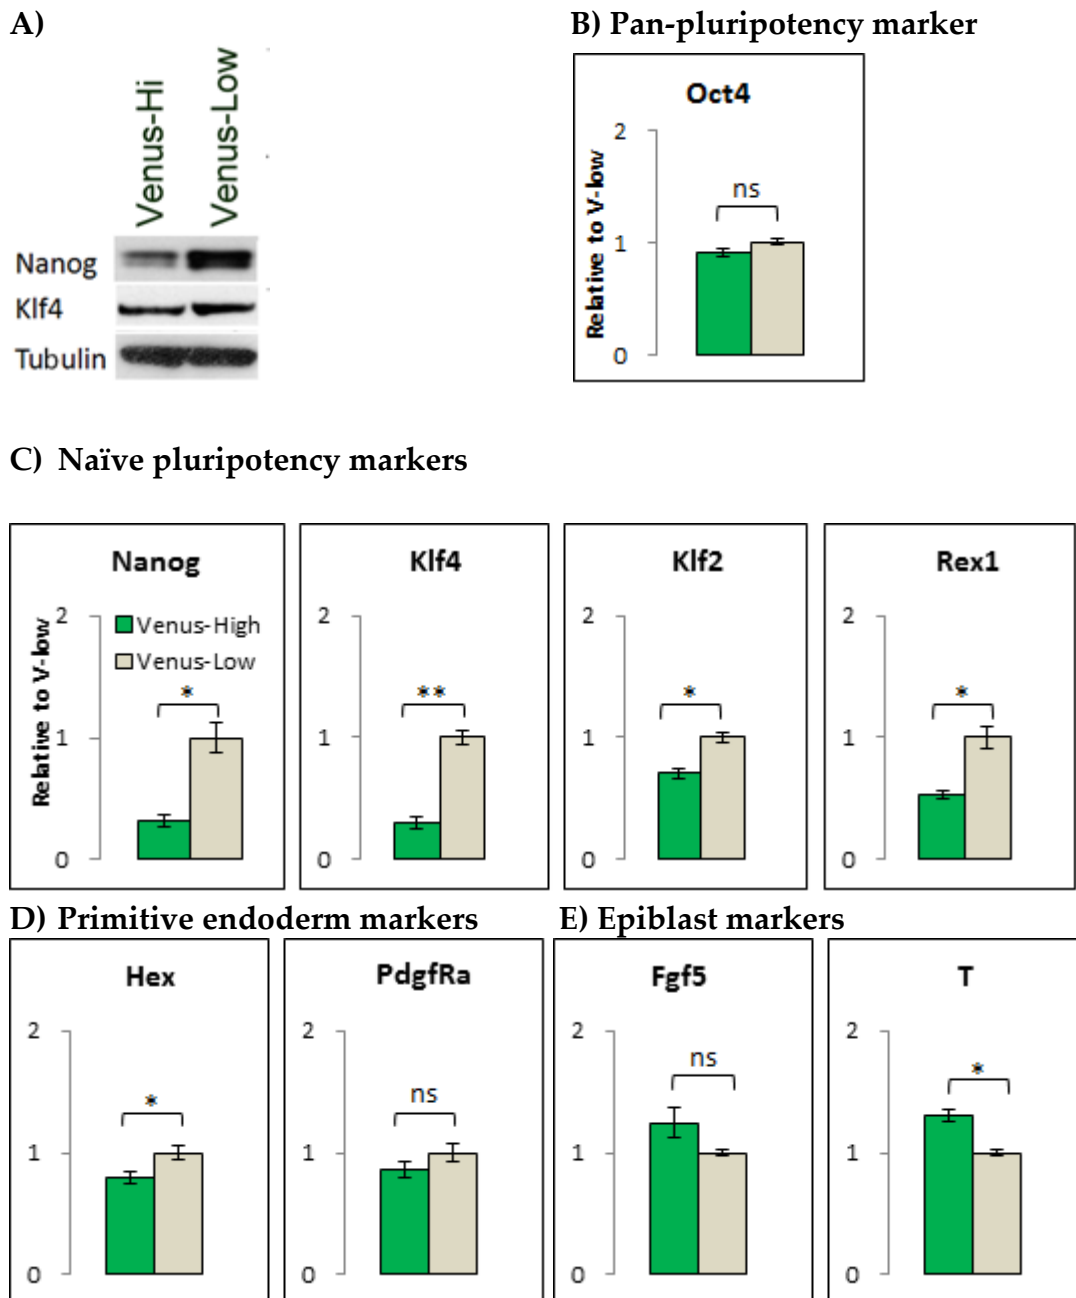 A)
Venus-Hi
Venus-Low
Nanog
Klf4
Tubulin
B) Pan-pluripotency marker
Oct4
Relative to V-low
2
1
0
ns
C) Naïve pluripotency markers
Nanog
Relative to V-low
2
1
0
Venus-High
Venus-Low
*
Klf4
2
1
0
**
Klf2
2
1
0
*
Rex1
2
1
0
*
D) Primitive endoderm markers
Hex
2
1
0
*
PdgfRa
2
1
0
ns
E) Epiblast markers
Fgf5
2
1
0
ns
T
2
1
0
*